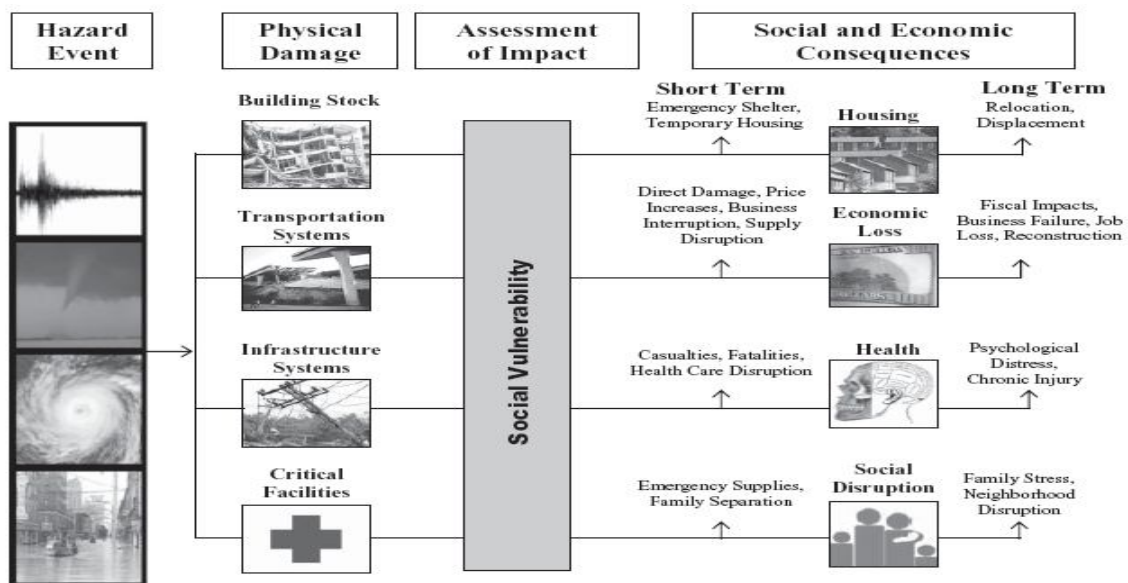 Hazard
Event
Physical
Damage
Assessment
of Impact
Social and Economic
Consequences
Building Stock
Transportation
Systems
Infrastructure
Systems
Critical
Facilities
Social Vulnerability
Short Term
Emergency Shelter,
Temporary Housing
Housing
Long Term
Relocation,
Displacement
Direct Damage, Price
Increases, Business
Interruption, Supply
Disruption
Economic
Loss
Fiscal Impacts,
Business Failure, Job
Loss, Reconstruction
Casualties, Fatalities,
Health Care Disruption
Health
Psychological
Distress,
Chronic Injury
Emergency Supplies,
Family Separation
Social
Disruption
Family Stress,
Neighborhood
Disruption